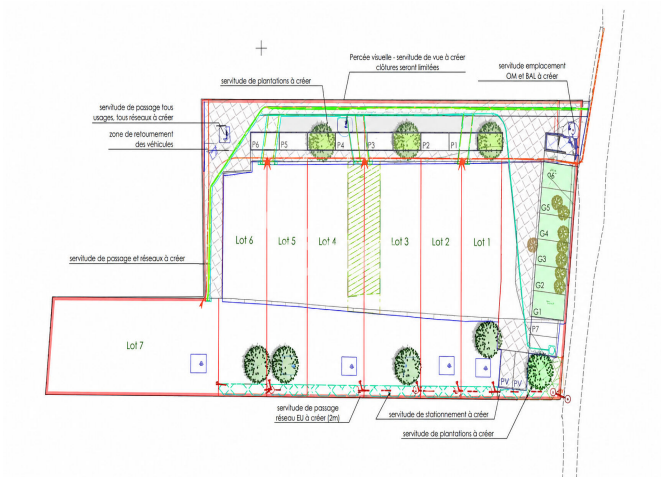 Percée visuelle - servitude de vue à créer
clôtures seront limitées
servitude emplacement
OM et BAL à créer
servitude de plantations à créer
servitude de passage tous
usages, tous réseaux à créer
zone de retournement
des véhicules
P6
P5
P4
P3
P2
P1
G6
G5
G4
G3
G2
G1
P7
Lot 6
Lot 5
Lot 4
Lot 3
Lot 2
Lot 1
servitude de passage et réseaux à créer
Lot 7
PV
PV
servitude de passage
réseau EU à créer (2m)
servitude de stationnement à créer
servitude de plantations à créer